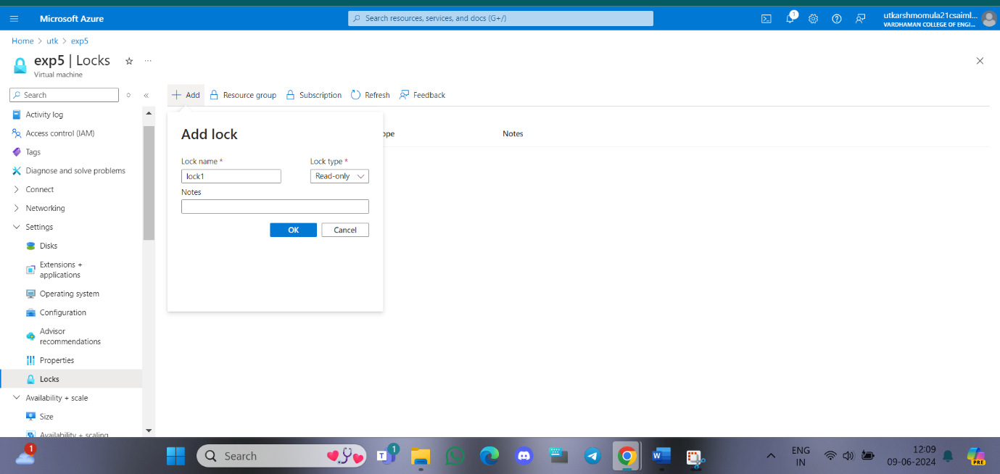 Microsoft Azure
Search resources, services, and docs (G+/)
1
utkarshmomula21csaiml...
VARDHAMAN COLLEGE OF ENGI...
Home > utk > exp5
exp5 | Locks
Virtual machine
Search
Add
Resource group
Subscription
Refresh
Feedback
Activity log
Access control (IAM)
Tags
Diagnose and solve problems
Connect
Networking
Settings
Disks
Extensions +
applications
Operating system
Configuration
Advisor
recommendations
Properties
Locks
Availability + scale
Size
Availability + scaling
Add lock
Lock name *
Lock type *
lock1
Read-only
Notes
OK
Cancel
Notes
1
Search
T
1
W
ENG
IN
12:09
09-06-2024
PRE